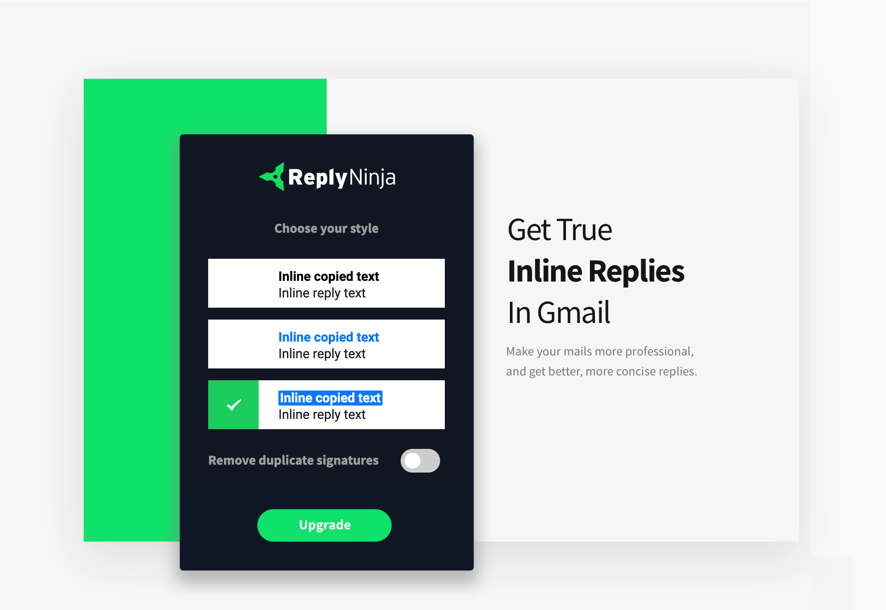 ReplyNinja
Choose your style
Inline copied text
Inline reply text
Inline copied text
Inline reply text
Inline copied text
Inline reply text
Remove duplicate signatures
Upgrade
Get True
Inline Replies
In Gmail
Make your mails more professional,
and get better, more concise replies.